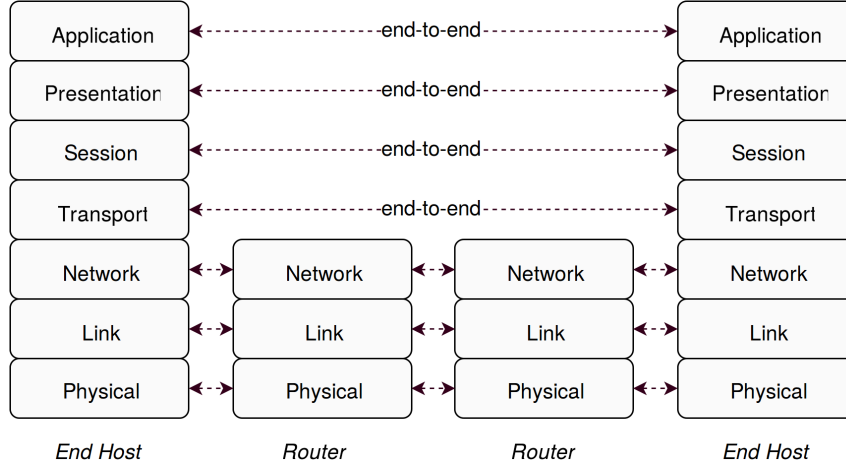 Application end-to-end Application
Presentation end-to-end Presentation
Session end-to-end Session
Transport end-to-end Transport
Network Network Network Network
Link Link Link Link
Physical Physical Physical Physical
End Host Router Router End Host